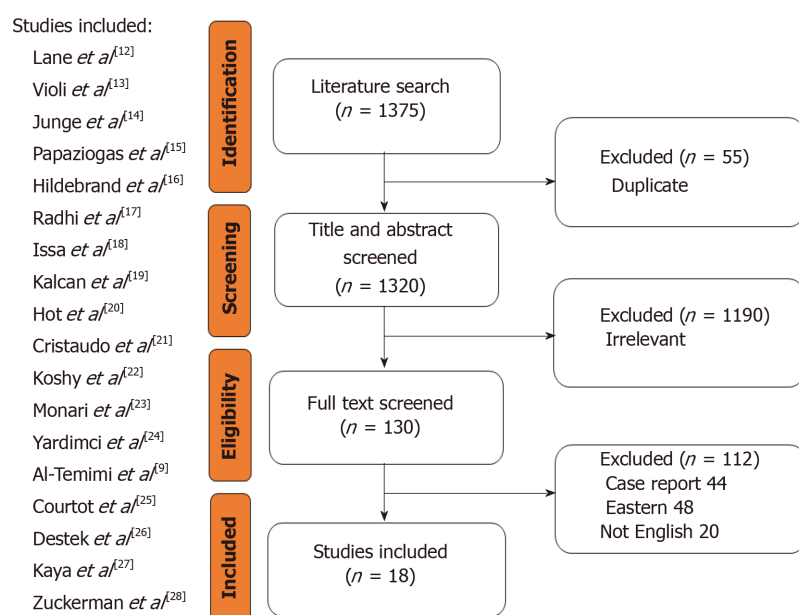 Studies included:
Lane et al[12]
Violi et al[13]
Junge et al[14]
Papaziogas et al[15]
Hildebrand et al[16]
Radhi et al[17]
Issa et al[18]
Kalcan et al[19]
Hot et al[20]
Cristaudo et al[21]
Koshy et al[22]
Monari et al[23]
Yardimci et al[24]
Al-Temimi et al[9]
Courtot et al[25]
Destek et al[26]
Kaya et al[27]
Zuckerman et al[28]
Identification
Screening
Eligibility
Included
Literature search
(n = 1375)
Excluded (n = 55)
Duplicate
Title and abstract
screened
(n = 1320)
Excluded (n = 1190)
Irrelevant
Full text screened
(n = 130)
Excluded (n = 112)
Case report 44
Eastern 48
Not English 20
Studies included
(n = 18)